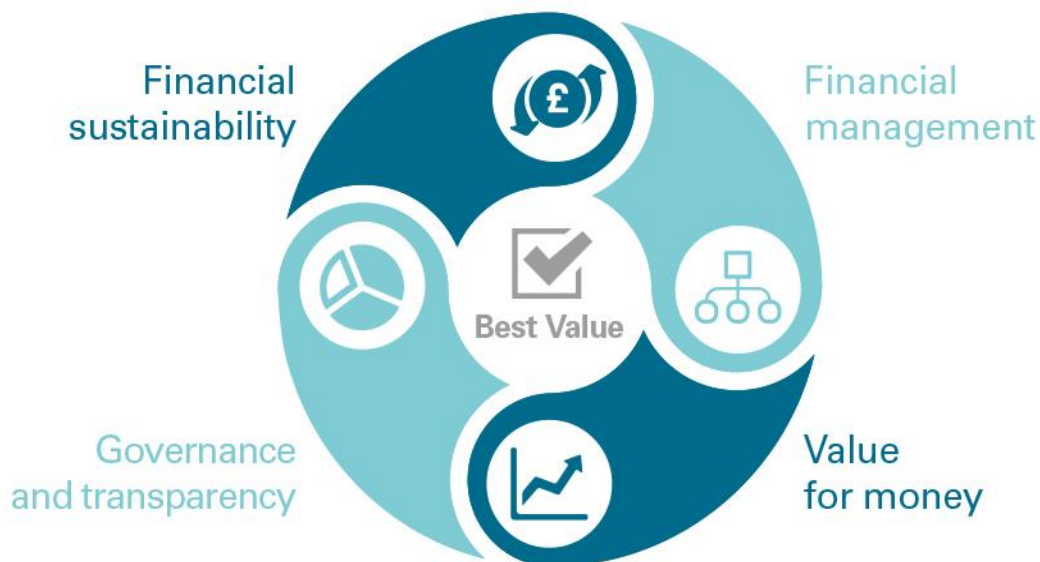 Financial
sustainability
£
Financial
management
Best Value
Governance
and transparency
Value
for money